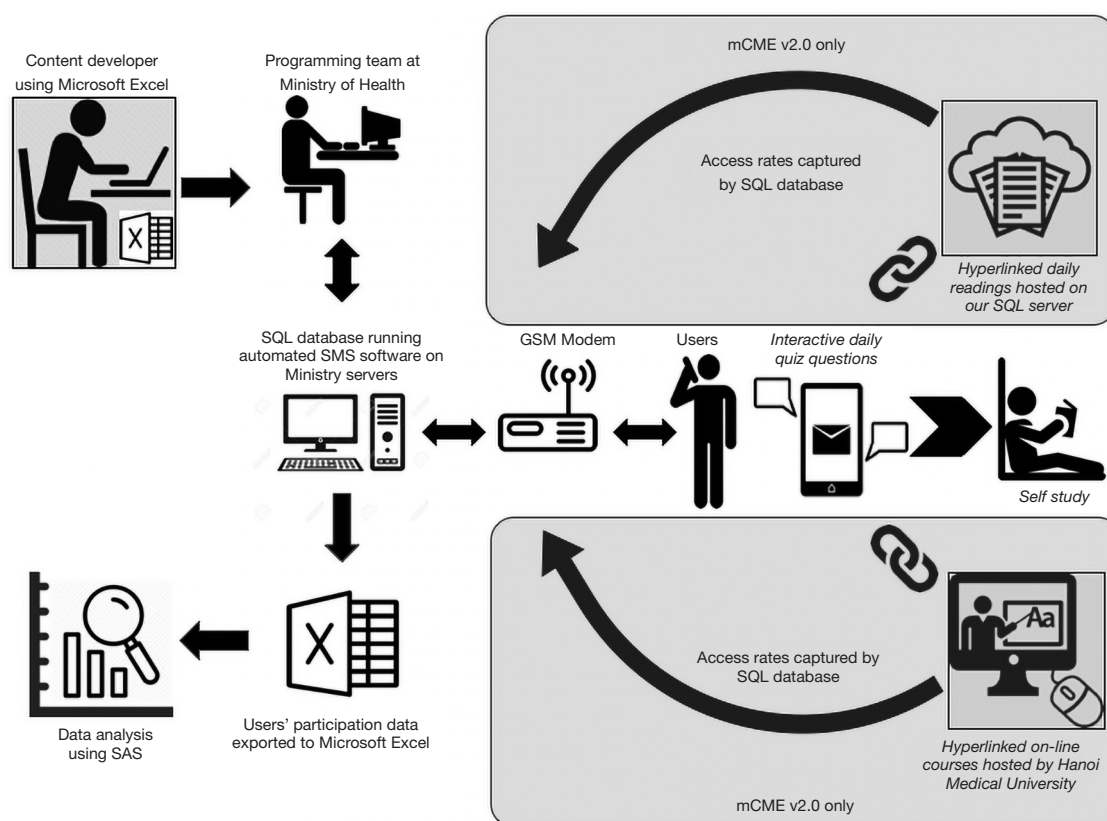 Content developer
using Microsoft Excel
X
Programming team at
Ministry of Health
mCME v2.0 only
Access rates captured
by SQL database
Hyperlinked daily
readings hosted on
our SQL server
SQL database running
automated SMS software on
Ministry servers
GSM Modem
Users
Interactive daily
quiz questions
Self study
Data analysis
using SAS
X
Users’ participation data
exported to Microsoft Excel
Access rates captured by
SQL database
Aa
Hyperlinked on-line
courses hosted by Hanoi
Medical University
mCME v2.0 only